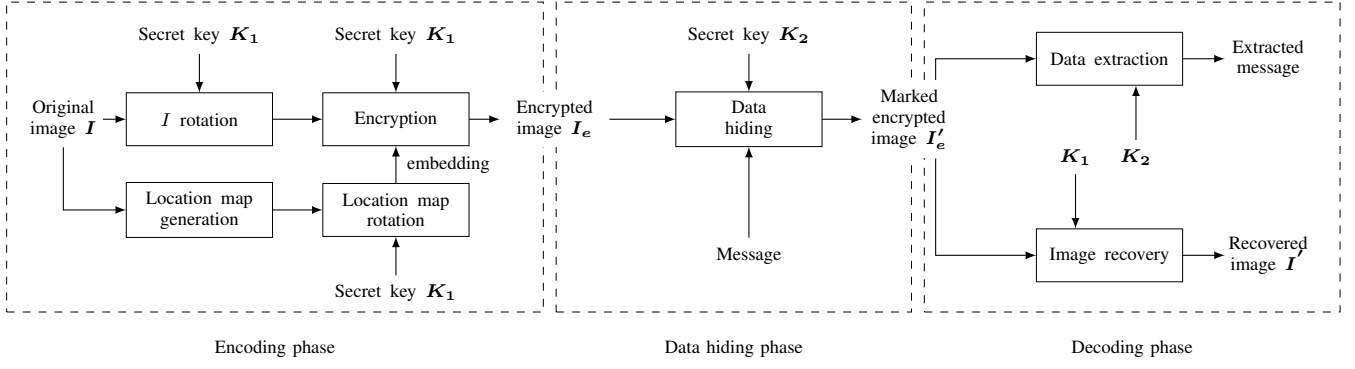 Secret key K₁
Secret key K₁
Original
image I
I rotation
Encryption
Encrypted
image Iₑ
embedding
Location map
generation
Location map
rotation
Secret key K₁
Encoding phase
Secret key K₂
Data
hiding
Marked
encrypted
image I′ₑ
Message
Data hiding phase
Data extraction
Extracted
message
K₁
K₂
Image recovery
Recovered
image I′
Decoding phase